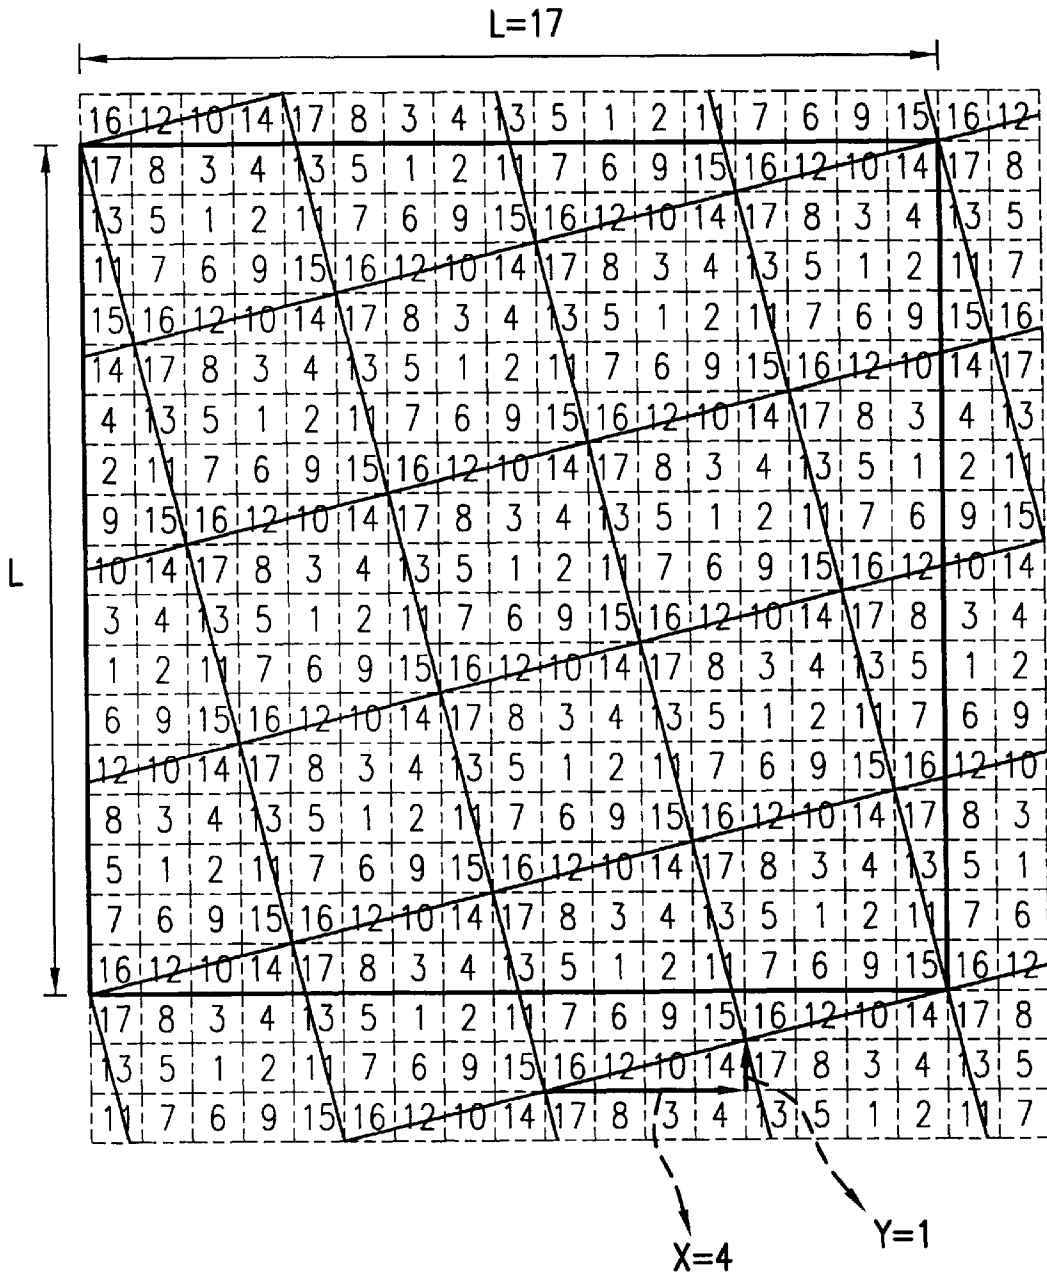 L=17
16 12 10 14 17 8 3 4 13 5 1 2 11 7 6 9 15 16 12
17 8 3 4 13 5 1 2 11 7 6 9 15 16 12 10 14 17 8
13 5 1 2 11 7 6 9 15 16 12 10 14 17 8 3 4 13 5
11 7 6 9 15 16 12 10 14 17 8 3 4 13 5 1 2 11 7
15 16 12 10 14 17 8 3 4 13 5 1 2 11 7 6 9 15 16
14 17 8 3 4 13 5 1 2 11 7 6 9 15 16 12 10 14 17
4 13 5 1 2 11 7 6 9 15 16 12 10 14 17 8 3 4 13
2 11 7 6 9 15 16 12 10 14 17 8 3 4 13 5 1 2 11
9 15 16 12 10 14 17 8 3 4 13 5 1 2 11 7 6 9 15
L
10 14 17 8 3 4 13 5 1 2 11 7 6 9 15 16 12 10 14
3 4 13 5 1 2 11 7 6 9 15 16 12 10 14 17 8 3 4
1 2 11 7 6 9 15 16 12 10 14 17 8 3 4 13 5 1 2
6 9 15 16 12 10 14 17 8 3 4 13 5 1 2 11 7 6 9
12 10 14 17 8 3 4 13 5 1 2 11 7 6 9 15 16 12 10
8 3 4 13 5 1 2 11 7 6 9 15 16 12 10 14 17 8 3
5 1 2 11 7 6 9 15 16 12 10 14 17 8 3 4 13 5 1
7 6 9 15 16 12 10 14 17 8 3 4 13 5 1 2 11 7 6
16 12 10 14 17 8 3 4 13 5 1 2 11 7 6 9 15 16 12
17 8 3 4 13 5 1 2 11 7 6 9 15 16 12 10 14 17 8
13 5 1 2 11 7 6 9 15 16 12 10 14 17 8 3 4 13 5
11 7 6 9 15 16 12 10 14 17 8 3 4 13 5 1 2 11 7
Y=1
X=4